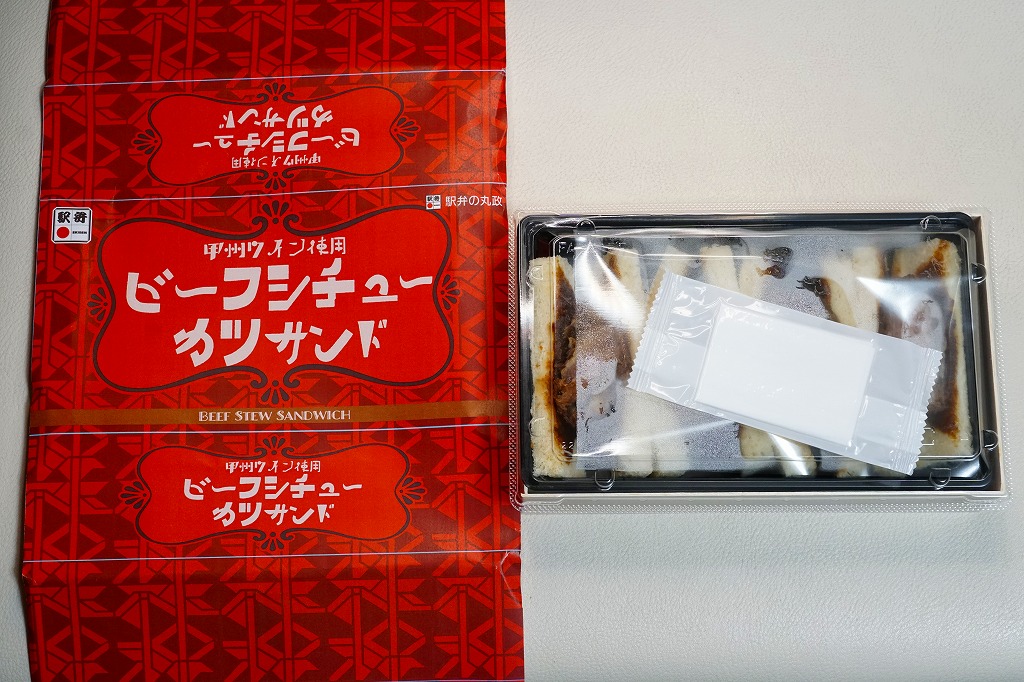 甲州ワイン使用
ビーフシチュー
カツサンド
駅弁の丸政
駅弁
EKIBEN
甲州ワイン使用
ビーフシチュー
カツサンド
BEEF STEW SANDWICH
甲州ワイン使用
ビーフシチュー
カツサンド